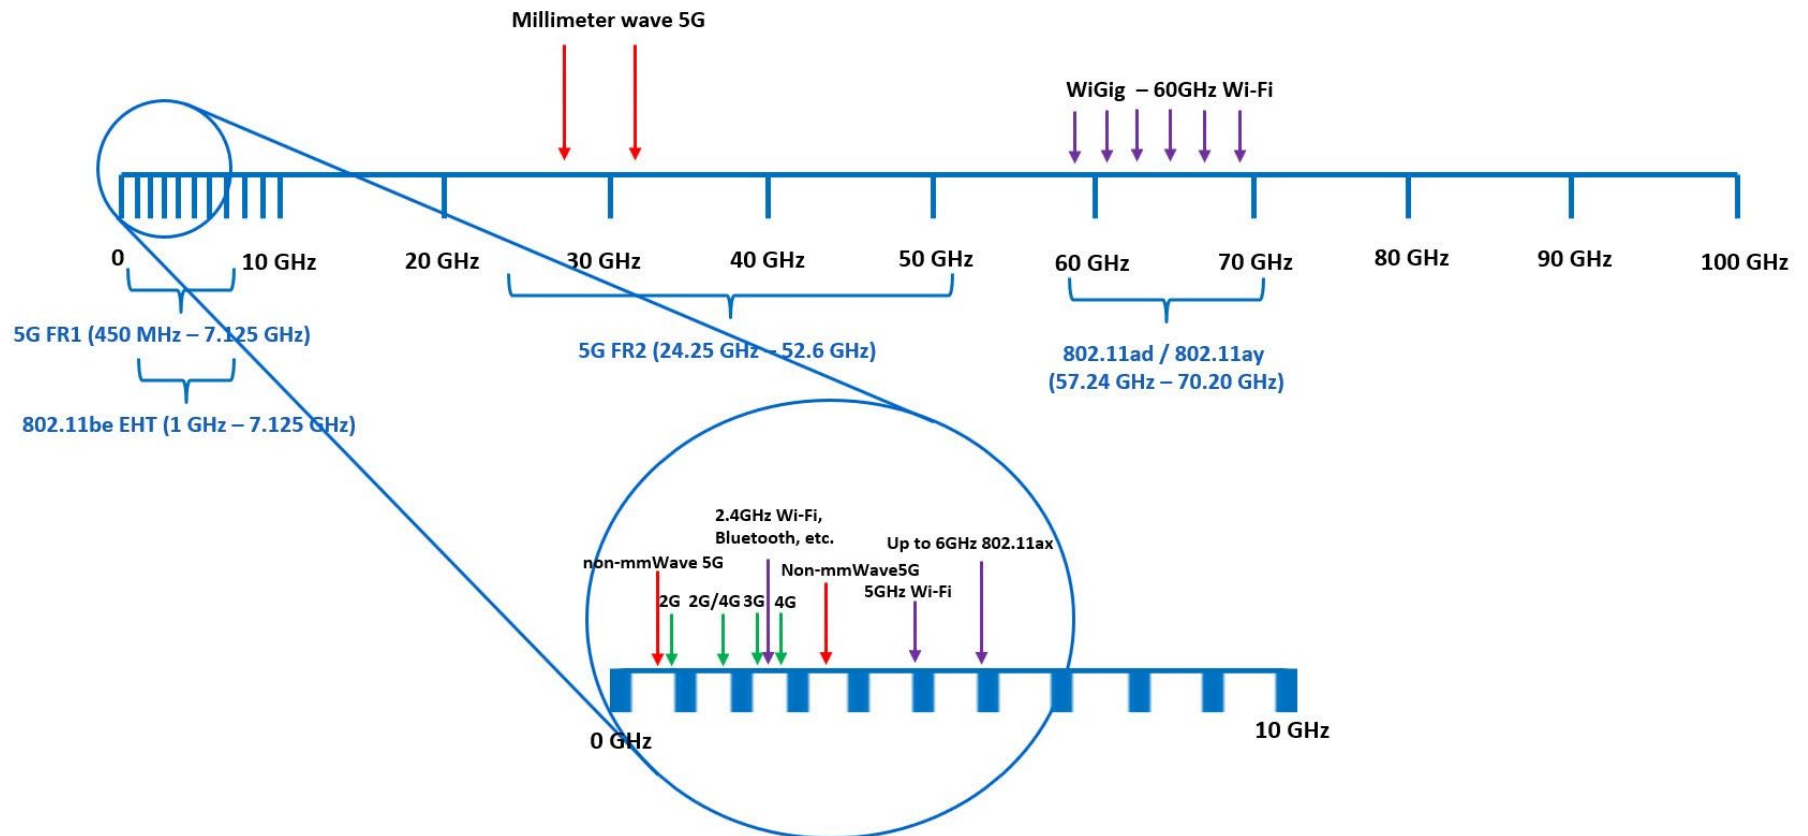 Millimeter wave 5G
WiGig – 60GHz Wi-Fi
0
10 GHz
20 GHz
30 GHz
40 GHz
50 GHz
60 GHz
70 GHz
80 GHz
90 GHz
100 GHz
5G FR1 (450 MHz – 7.125 GHz)
5G FR2 (24.25 GHz – 52.6 GHz)
802.11ad / 802.11ay
(57.24 GHz – 70.20 GHz)
802.11be EHT (1 GHz – 7.125 GHz)
2.4GHz Wi-Fi,
Bluetooth, etc.
Up to 6GHz 802.11ax
non-mmWave 5G
Non-mmWave5G
5GHz Wi-Fi
2G
2G/4G
3G
4G
0 GHz
10 GHz